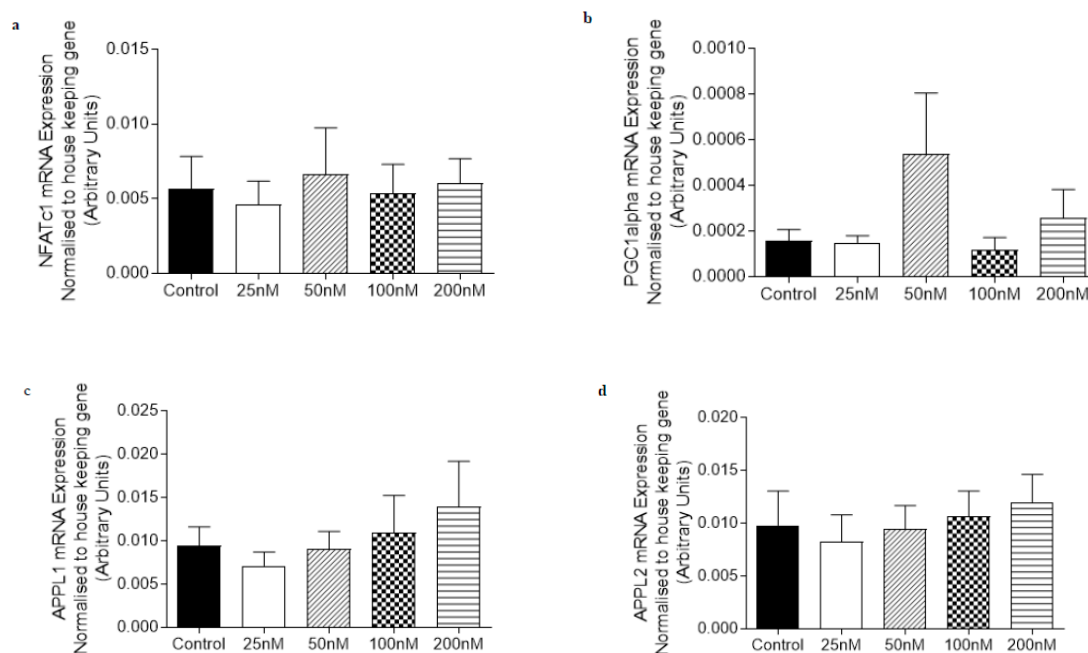 a
NFATc1 mRNA Expression
Normalised to house keeping gene
(Arbitrary Units)
0.015
0.010
0.005
0.000
Control 25nM 50nM 100nM 200nM
b
PGC1alpha mRNA Expression
Normalised to house keeping gene
(Arbitrary Units)
0.0010
0.0008
0.0006
0.0004
0.0002
0.0000
Control 25nM 50nM 100nM 200nM
c
APPL1 mRNA Expression
Normalised to house keeping gene
(Arbitrary Units)
0.025
0.020
0.015
0.010
0.005
0.000
Control 25nM 50nM 100nM 200nM
d
APPL2 mRNA Expression
Normalised to house keeping gene
(Arbitrary Units)
0.020
0.015
0.010
0.005
0.000
Control 25nM 50nM 100nM 200nM